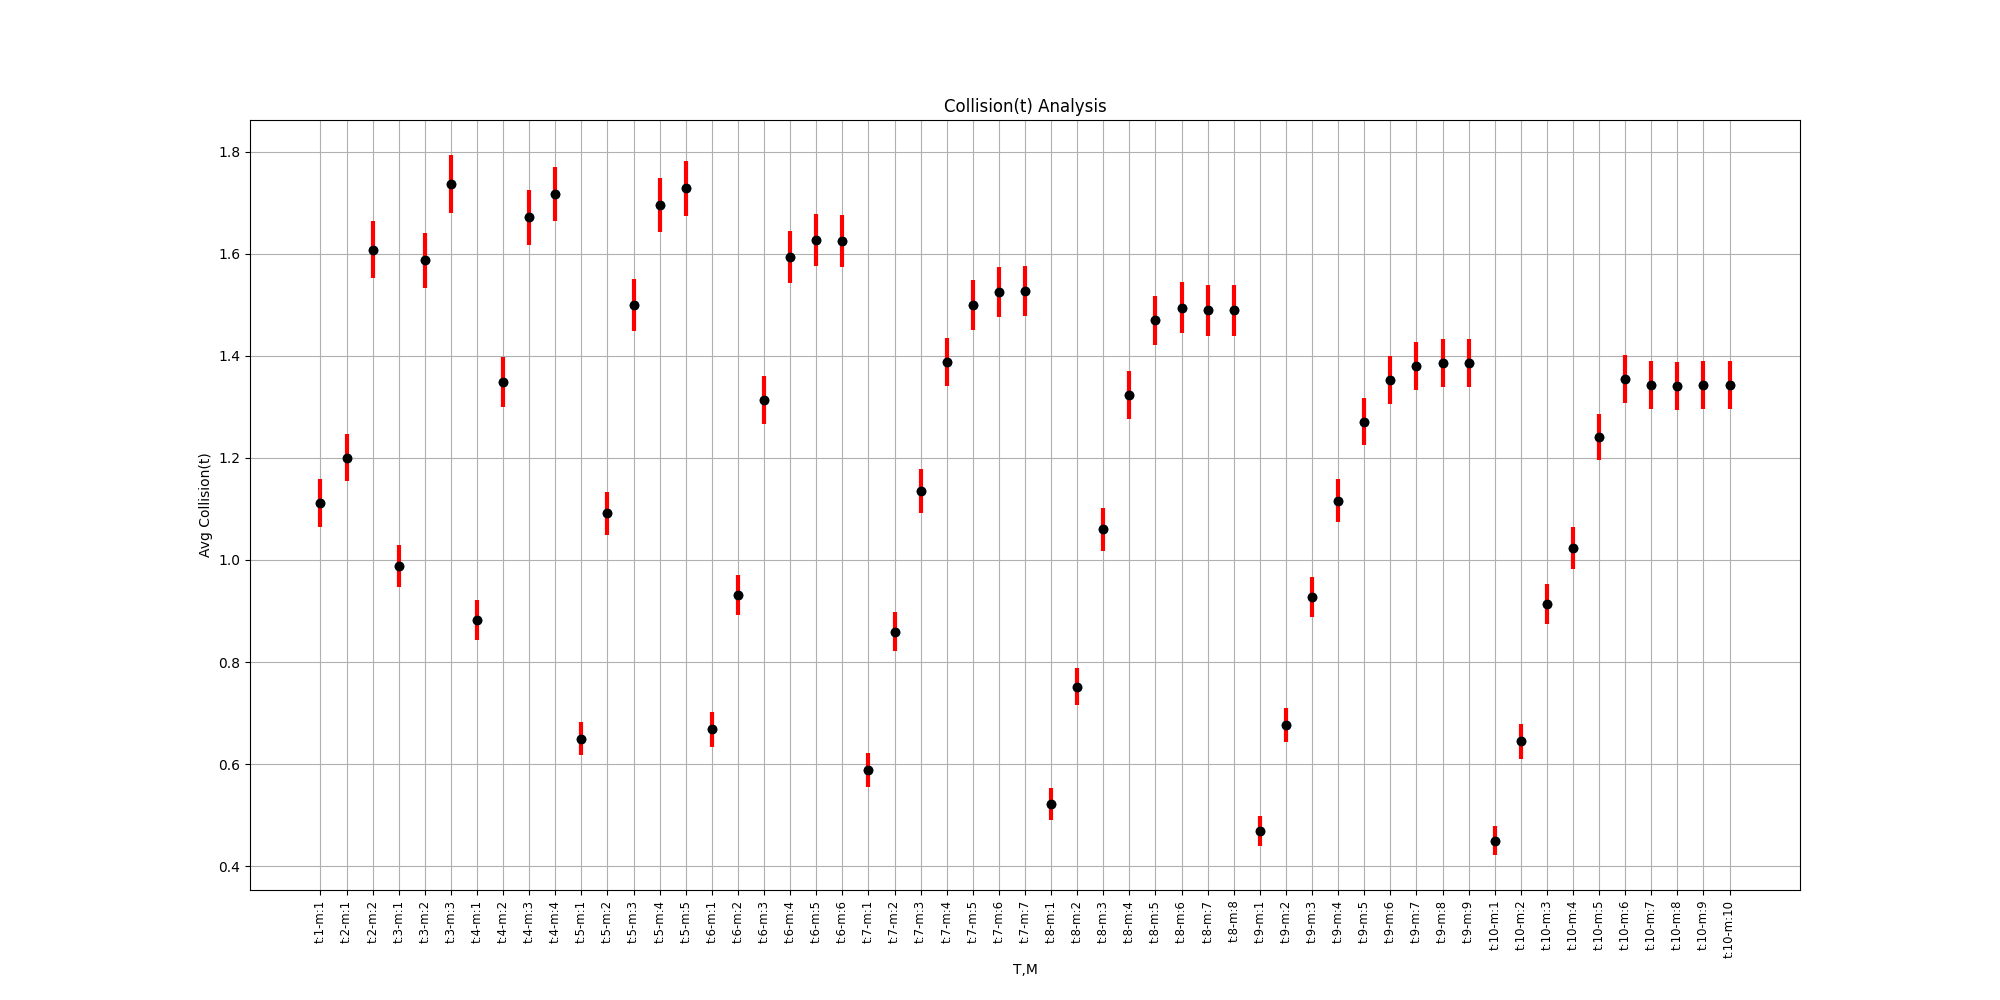 Collision(t) Analysis
Avg Collision(t)
1.8
1.6
1.4
1.2
1.0
0.8
0.6
0.4
t:1-m:1
t:2-m:1
t:2-m:2
t:3-m:1
t:3-m:2
t:3-m:3
t:4-m:1
t:4-m:2
t:4-m:3
t:4-m:4
t:5-m:1
t:5-m:2
t:5-m:3
t:5-m:4
t:5-m:5
t:6-m:1
t:6-m:2
t:6-m:3
t:6-m:4
t:6-m:5
t:6-m:6
t:7-m:1
t:7-m:2
t:7-m:3
t:7-m:4
t:7-m:5
t:7-m:6
t:7-m:7
t:8-m:1
t:8-m:2
t:8-m:3
t:8-m:4
t:8-m:5
t:8-m:6
t:8-m:7
t:8-m:8
t:9-m:1
t:9-m:2
t:9-m:3
t:9-m:4
t:9-m:5
t:9-m:6
t:9-m:7
t:9-m:8
t:9-m:9
t:10-m:1
t:10-m:2
t:10-m:3
t:10-m:4
t:10-m:5
t:10-m:6
t:10-m:7
t:10-m:8
t:10-m:9
t:10-m:10
T,M